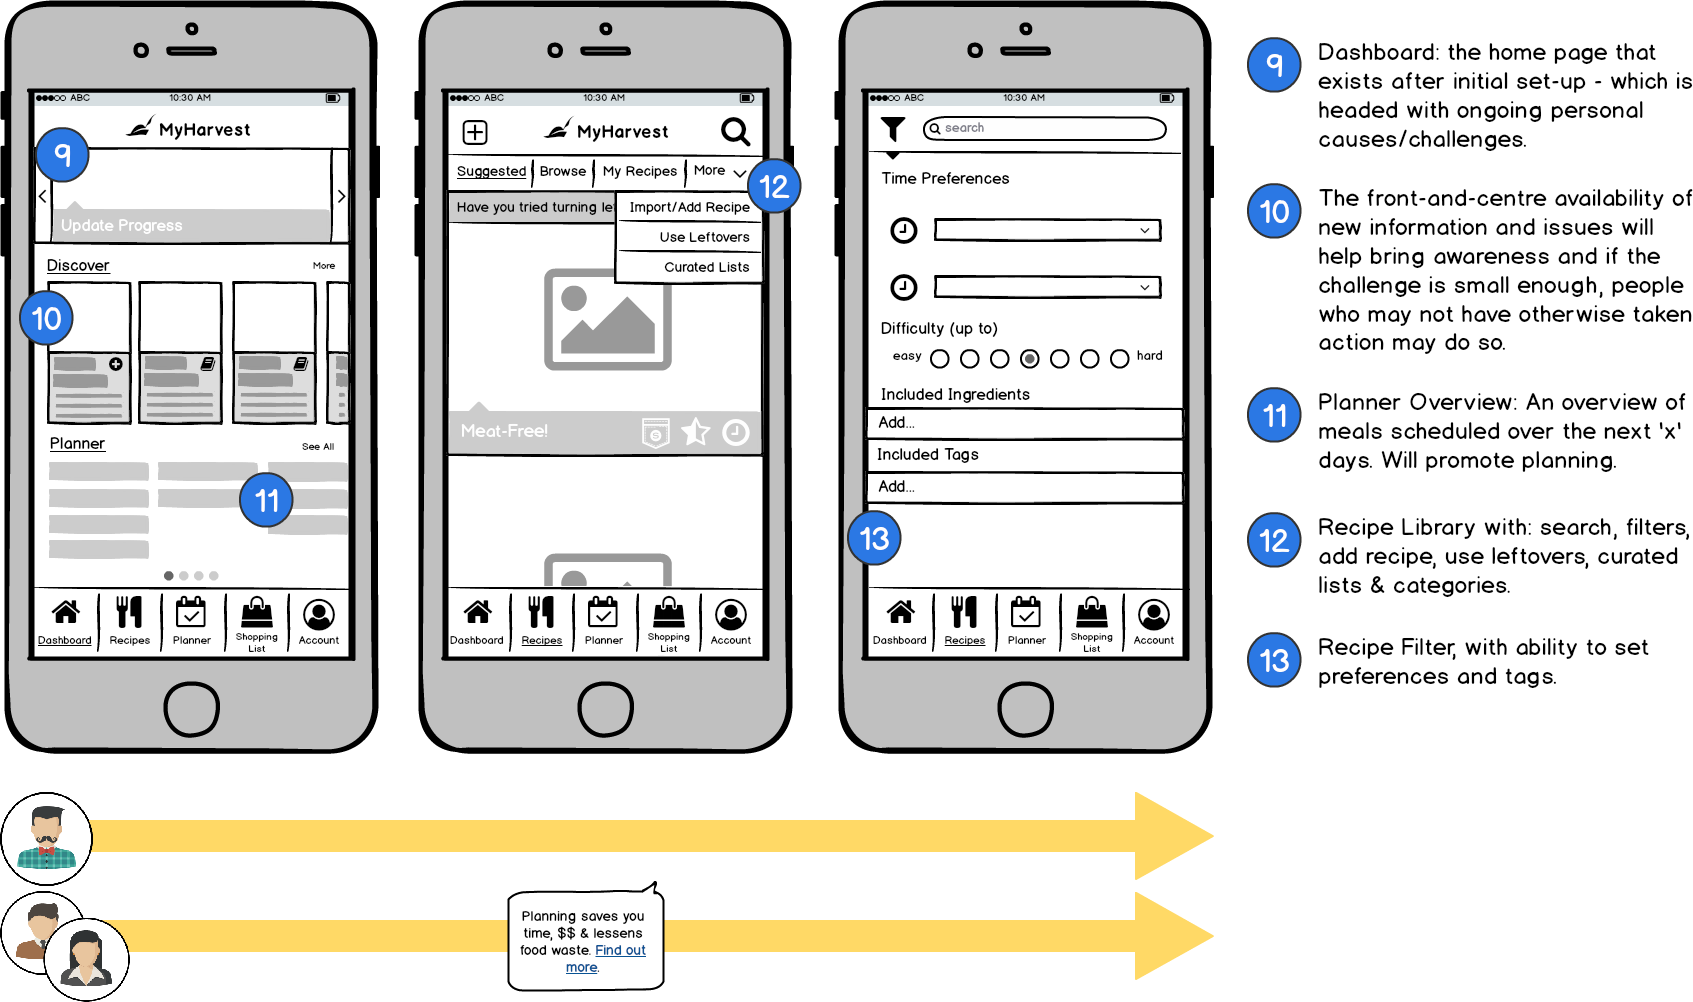 ABC 10:30 AM
MyHarvest
9
Update Progress
Discover More
10
Planner See All
11
Dashboard Recipes Planner Shopping List Account
ABC 10:30 AM
MyHarvest
Suggested Browse My Recipes More
12
Have you tried turning
Import/Add Recipe
Use Leftovers
Curated Lists
Meat-Free!
$
Dashboard Recipes Planner Shopping List Account
ABC 10:30 AM
search
Time Preferences
Difficulty (up to)
easy hard
Included Ingredients
Add...
Included Tags
Add...
13
Dashboard Recipes Planner Shopping List Account
9 Dashboard: the home page that
exists after initial set-up - which is
headed with ongoing personal
causes/challenges.
10 The front-and-centre availability of
new information and issues will
help bring awareness and if the
challenge is small enough, people
who may not have otherwise taken
action may do so.
11 Planner Overview: An overview of
meals scheduled over the next 'x'
days. Will promote planning.
12 Recipe Library with: search, filters,
add recipe, use leftovers, curated
lists & categories.
13 Recipe Filter, with ability to set
preferences and tags.
Planning saves you
time, $$ & lessens
food waste. Find out
more.